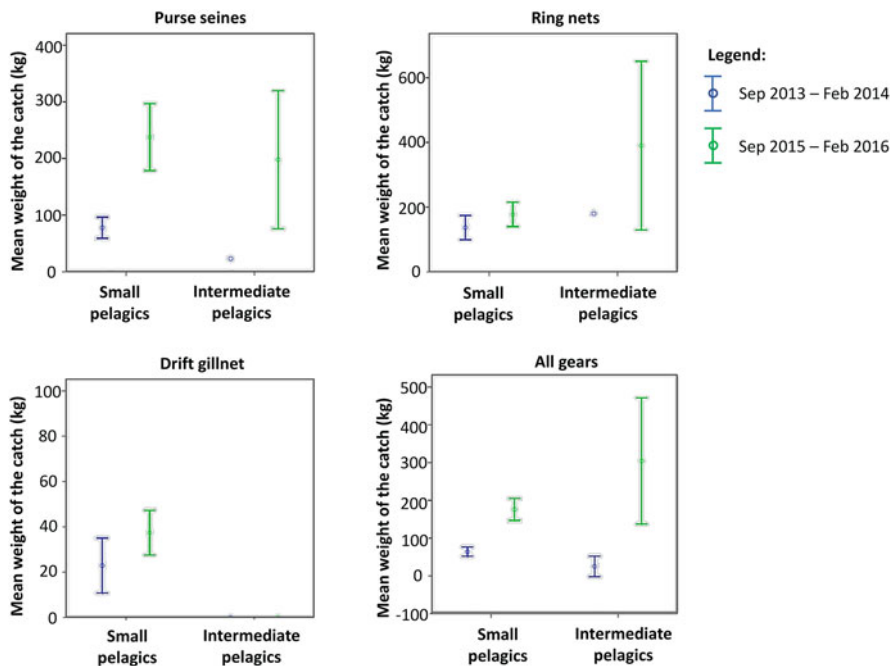 Purse seines
Mean weight of the catch (kg)
400
300
200
100
0
Small
pelagics
Intermediate
pelagics
Ring nets
Mean weight of the catch (kg)
600
400
200
0
Small
pelagics
Intermediate
pelagics
Legend:
Sep 2013 – Feb 2014
Sep 2015 – Feb 2016
Drift gillnet
Mean weight of the catch (kg)
100
80
60
40
20
0
Small
pelagics
Intermediate
pelagics
All gears
Mean weight of the catch (kg)
500
400
300
200
100
0
-100
Small
pelagics
Intermediate
pelagics